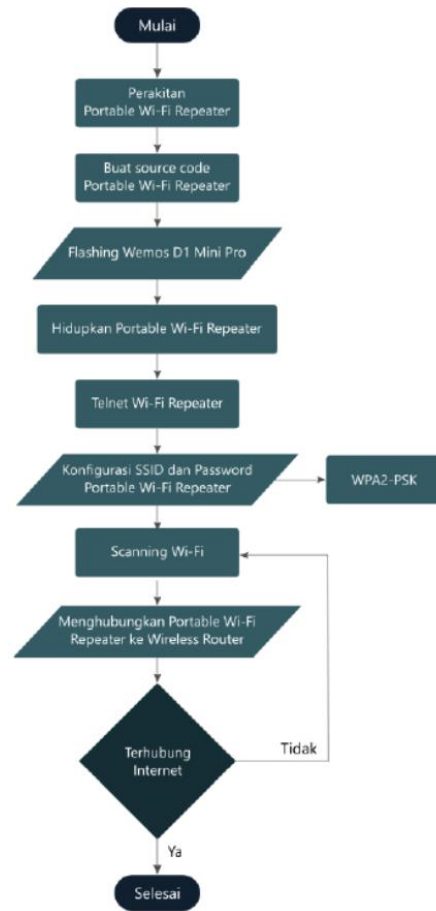 Mulai
Perakitan
Portable Wi-Fi Repeater
Buat source code
Portable Wi-Fi Repeater
Flashing Wemos D1 Mini Pro
Hidupkan Portable Wi-Fi Repeater
Telnet Wi-Fi Repeater
Konfigurasi SSID dan Password
Portable Wi-Fi Repeater
WPA2-PSK
Scanning Wi-Fi
Menghubungkan Portable Wi-Fi
Repeater ke Wireless Router
Terhubung
Internet
Tidak
Ya
Selesai